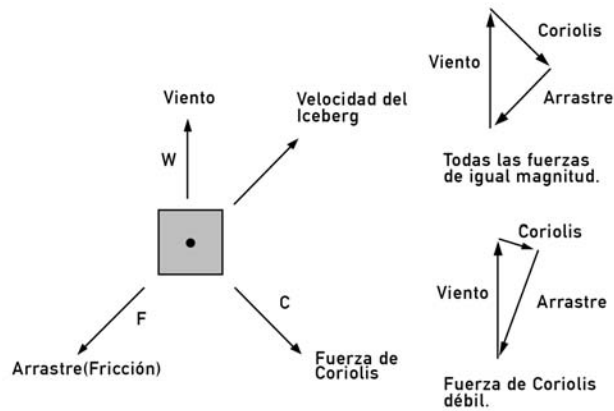 Viento
W
Velocidad del
Iceberg
F
C
Arrastre(Fricción)
Fuerza de
Coriolis
Coriolis
Viento
Arrastre
Todas las fuerzas
de igual magnitud.
Coriolis
Viento
Arrastre
Fuerza de Coriolis
débil.